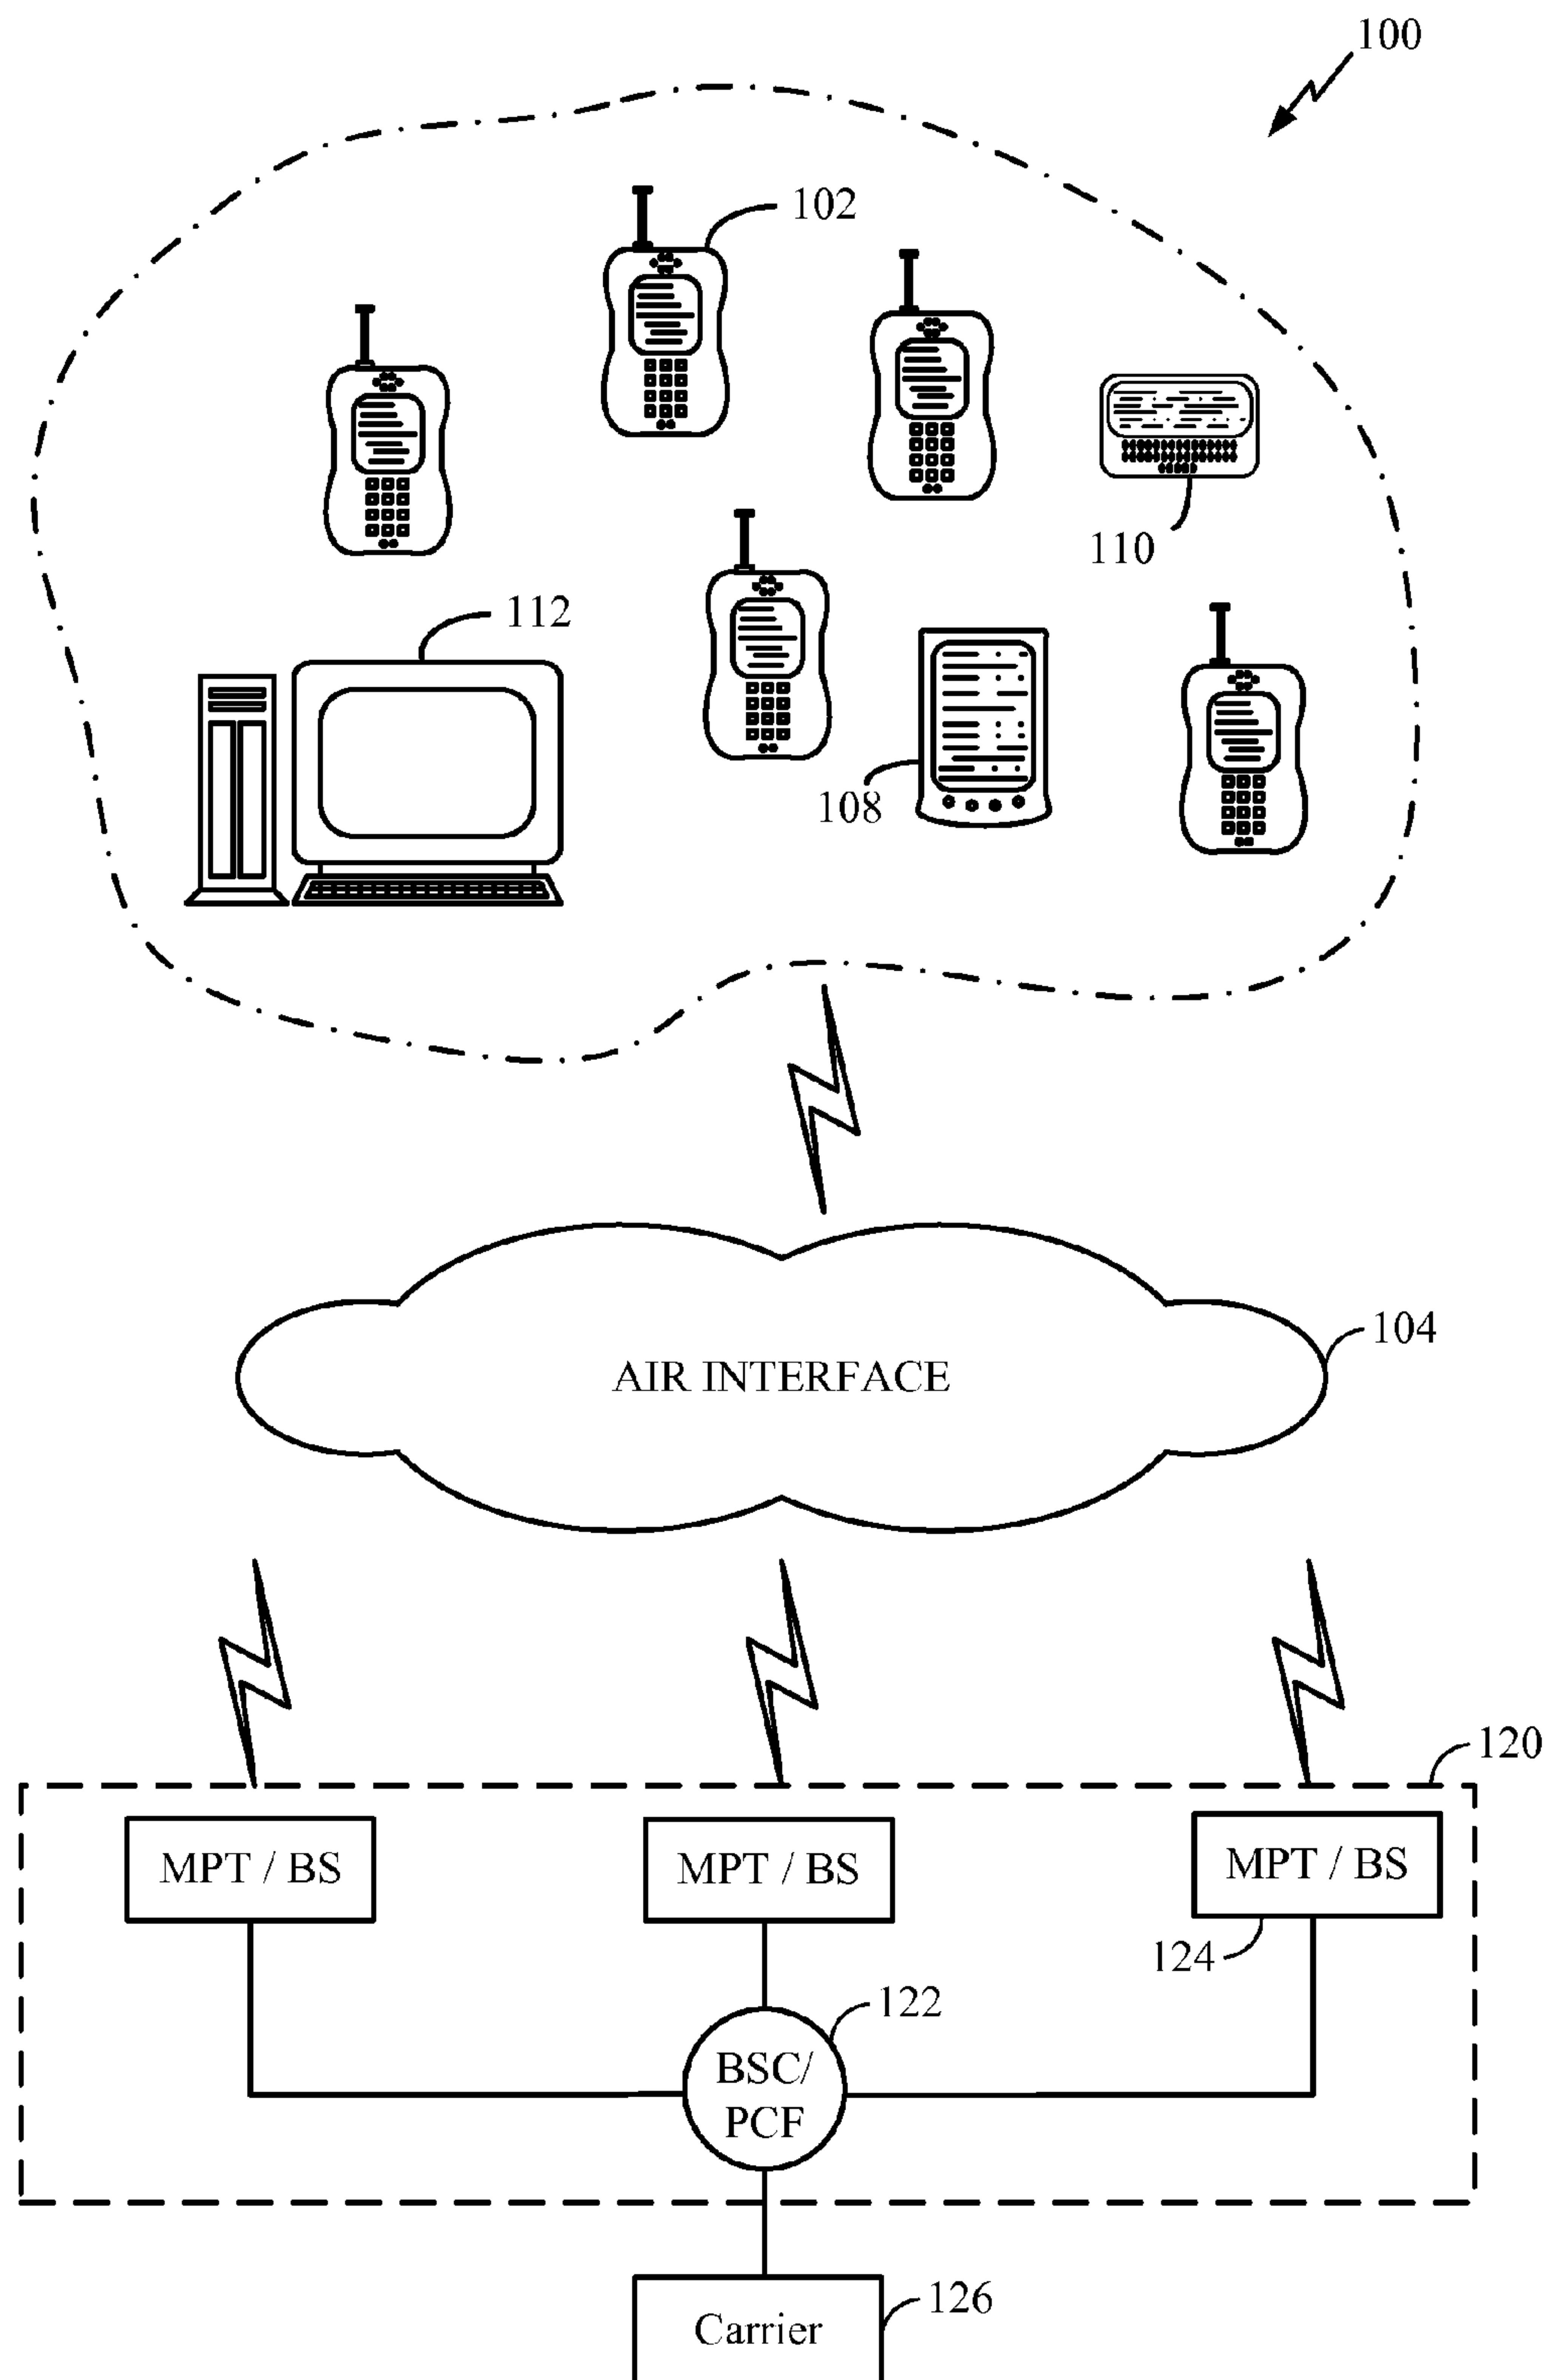 100
102
110
112
108
104
AIR INTERFACE
120
MPT / BS
MPT / BS
MPT / BS
124
122
BSC/
PCF
126
Carrier